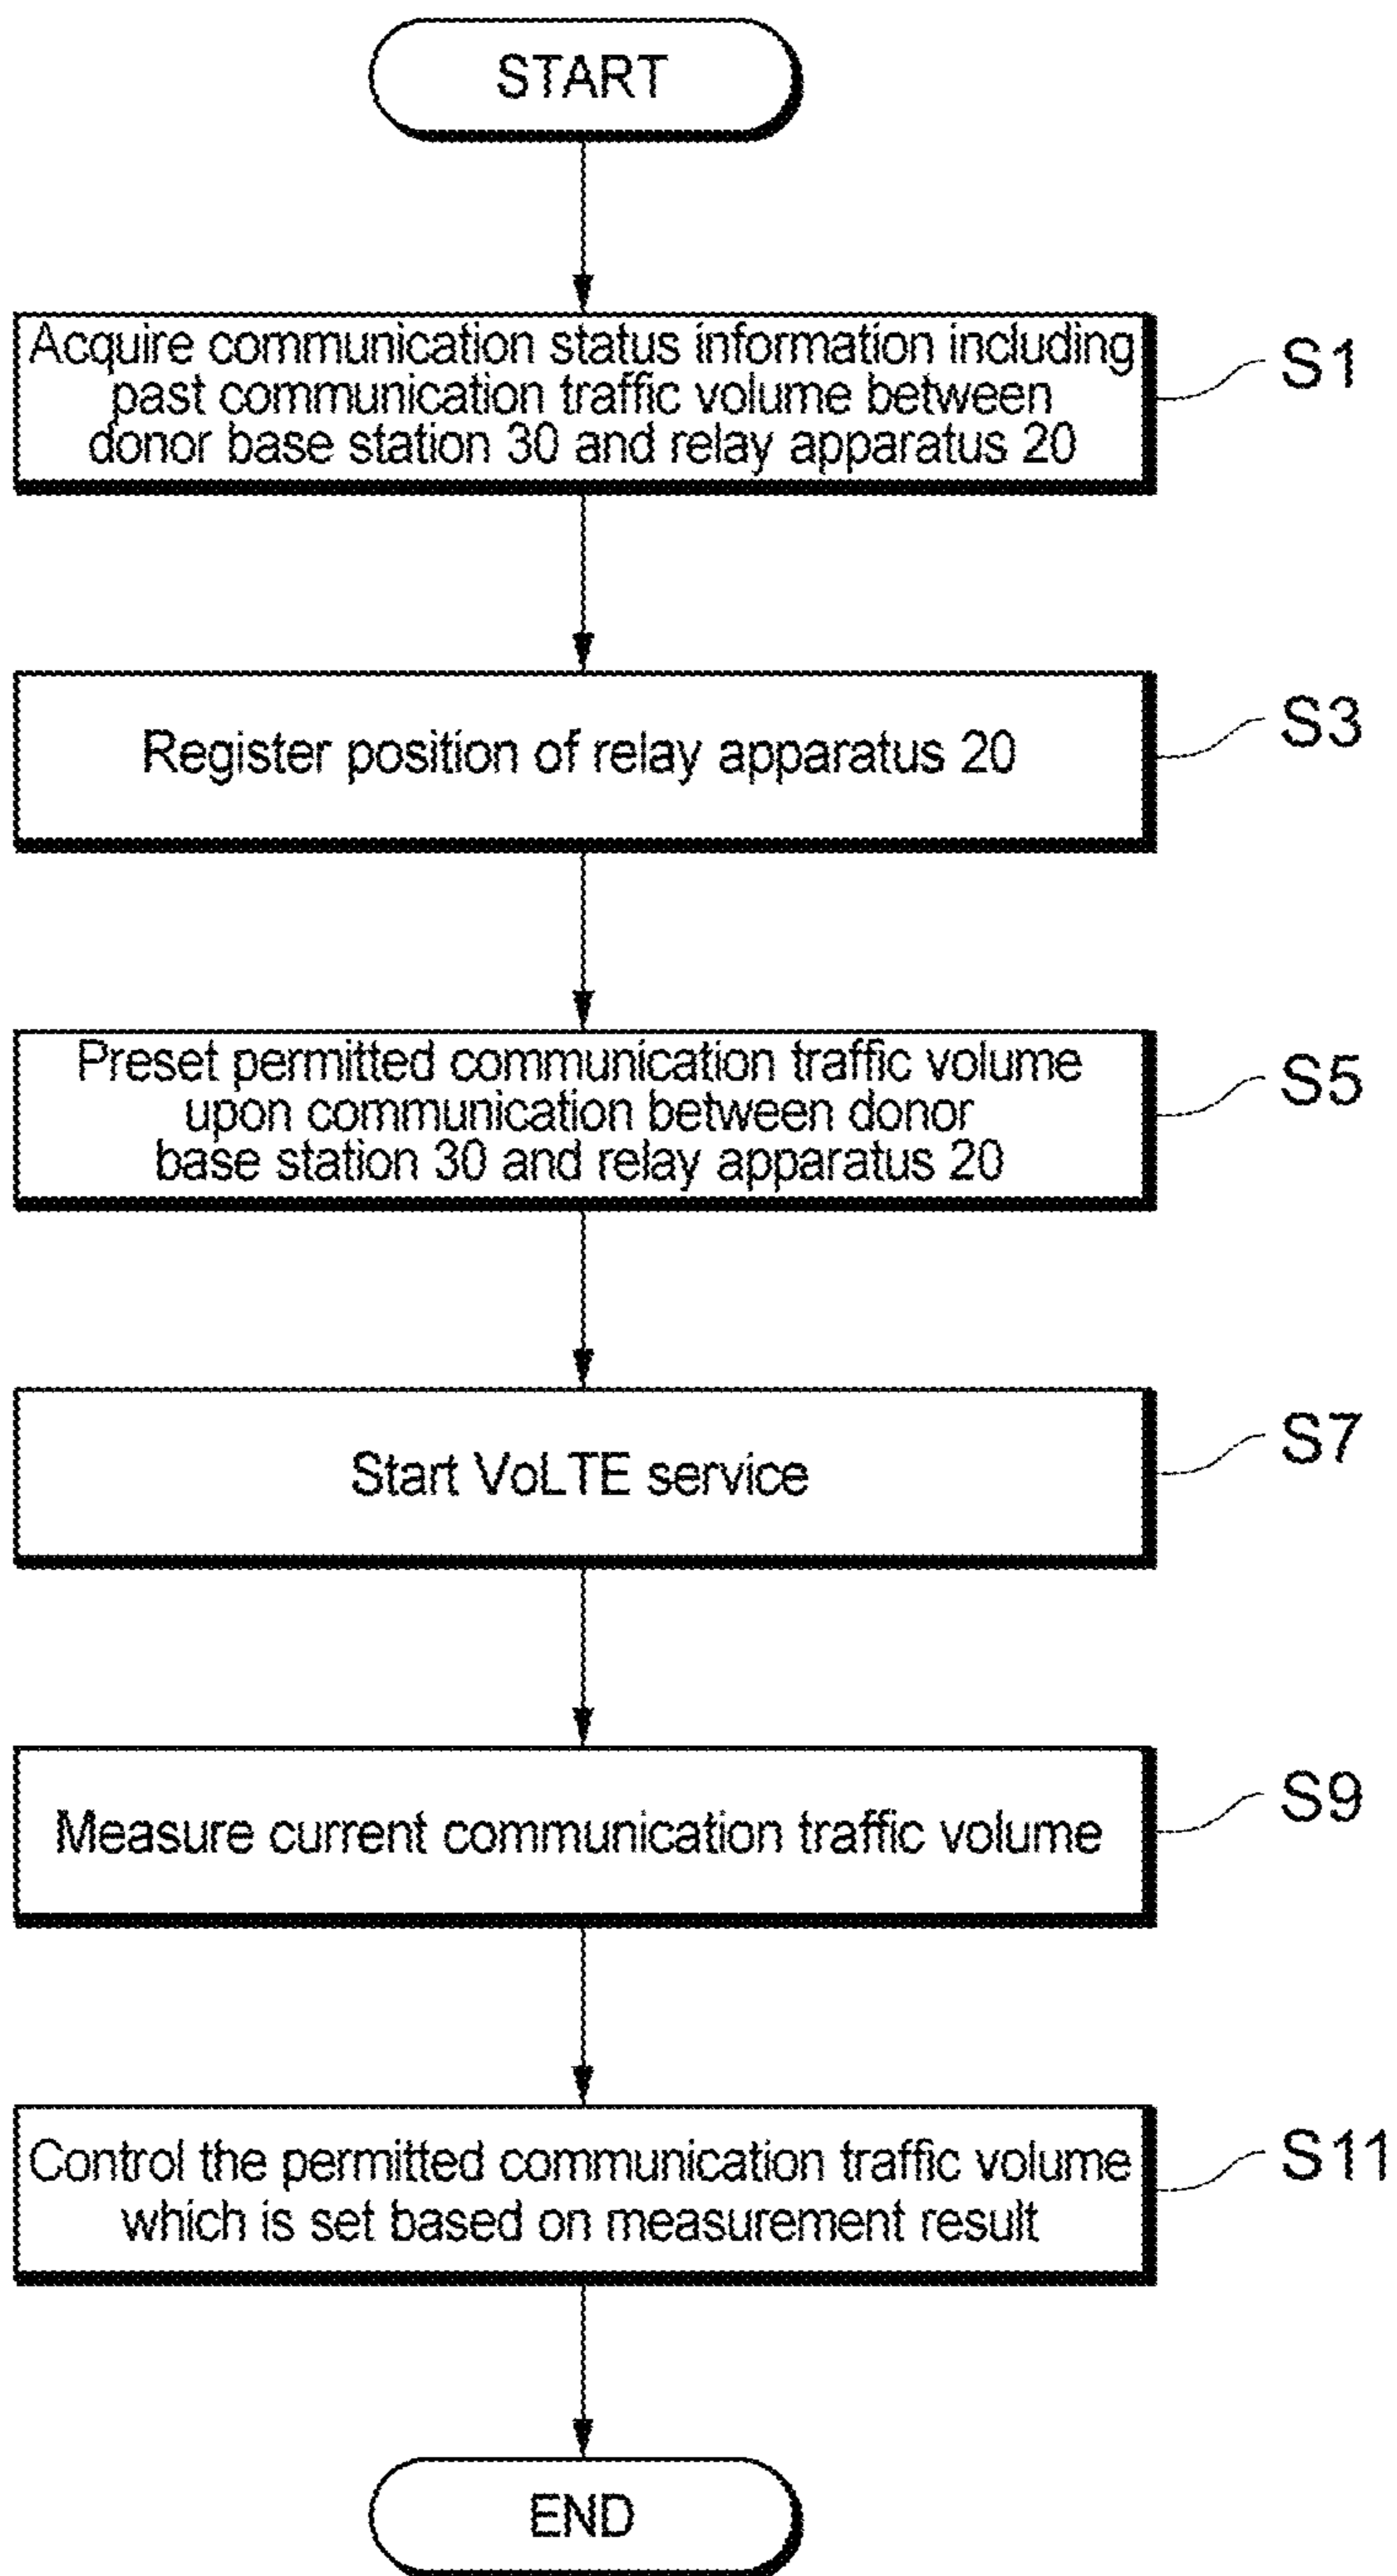 START
Acquire communication status information including
past communication traffic volume between
donor base station 30 and relay apparatus 20
S1
Register position of relay apparatus 20
S3
Preset permitted communication traffic volume
upon communication between donor
base station 30 and relay apparatus 20
S5
Start VoLTE service
S7
Measure current communication traffic volume
S9
Control the permitted communication traffic volume
which is set based on measurement result
S11
END